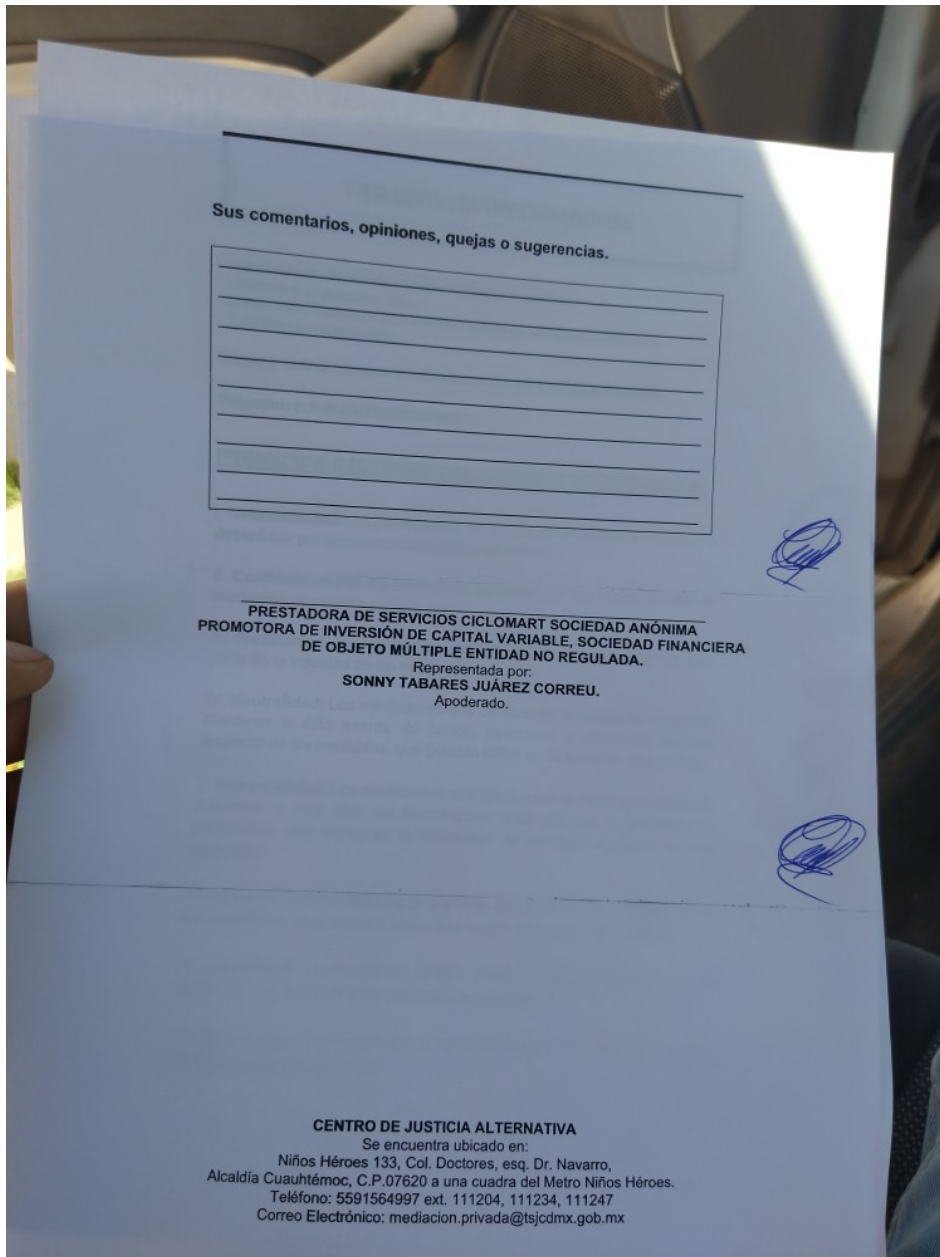 Sus comentarios, opiniones, quejas o sugerencias.
PRESTADORA DE SERVICIOS CICLOMART SOCIEDAD ANÓNIMA
PROMOTORA DE INVERSIÓN DE CAPITAL VARIABLE, SOCIEDAD FINANCIERA
DE OBJETO MÚLTIPLE ENTIDAD NO REGULADA.
Representada por:
SONNY TABARES JUÁREZ CORREU.
Apoderado.
CENTRO DE JUSTICIA ALTERNATIVA
Se encuentra ubicado en:
Niños Héroes 133, Col. Doctores, esq. Dr. Navarro,
Alcaldía Cuauhtémoc, C.P.07620 a una cuadra del Metro Niños Héroes.
Teléfono: 5591564997 ext. 111204, 111234, 111247
Correo Electrónico: mediacion.privada@tsjcdmx.gob.mx